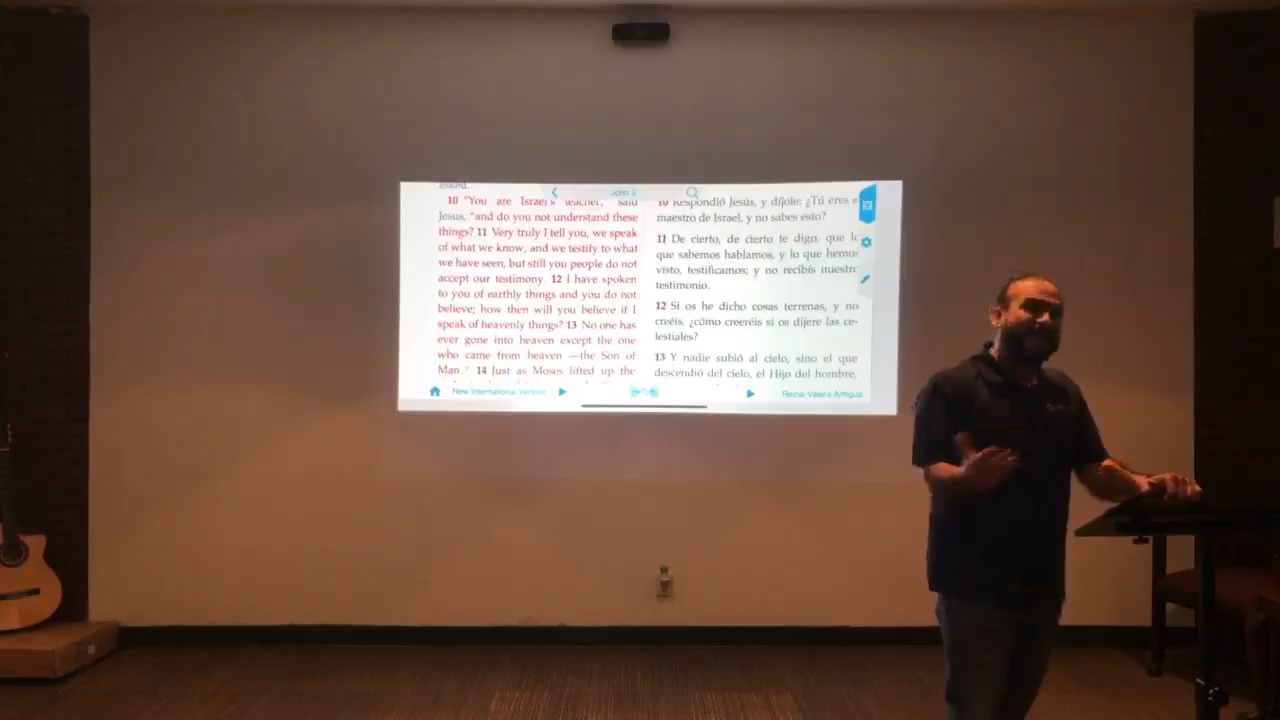 asked.
John 3
10 "You are Israel's teacher," said
Jesus, "and do you not understand these
things? 11 Very truly I tell you, we speak
of what we know, and we testify to what
we have seen, but still you people do not
accept our testimony. 12 I have spoken
to you of earthly things and you do not
believe; how then will you believe if I
speak of heavenly things? 13 No one has
ever gone into heaven except the one
who came from heaven —the Son of
Man." 14 Just as Moses lifted up the
10 Respondió Jesús, y díjole: ¿Tú eres e
maestro de Israel, y no sabes esto?
11 De cierto, de cierto te digo, que l
que sabemos hablamos, y lo que hemos
visto, testificamos; y no recibís nuestr
testimonio.
12 Si os he dicho cosas terrenas, y no
creéis, ¿cómo creeréis si os dijere las ce-
lestiales?
13 Y nadie subió al cielo, sino el que
descendió del cielo, el Hijo del hombre,
New International Version
Reina-Valera Antigua